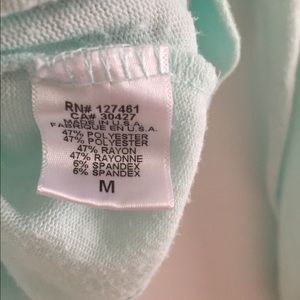 RN# 127461
CA# 30427
MADE IN U.S.A.
FABRIQUE EN U.S.A.
47% POLYESTER
47% POLYESTER
47% RAYON
47% RAYONNE
6% SPANDEX
6% SPANDEX
M